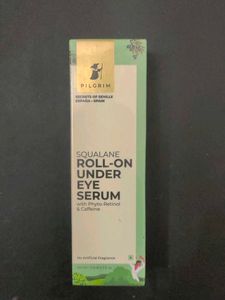 PILGRIM
SECRETS OF SEVILLE
ESPAÑA • SPAIN
SQUALANE
ROLL-ON
UNDER
EYE
SERUM
with Phyto Retinol
& Caffeine
No Artificial Fragrance